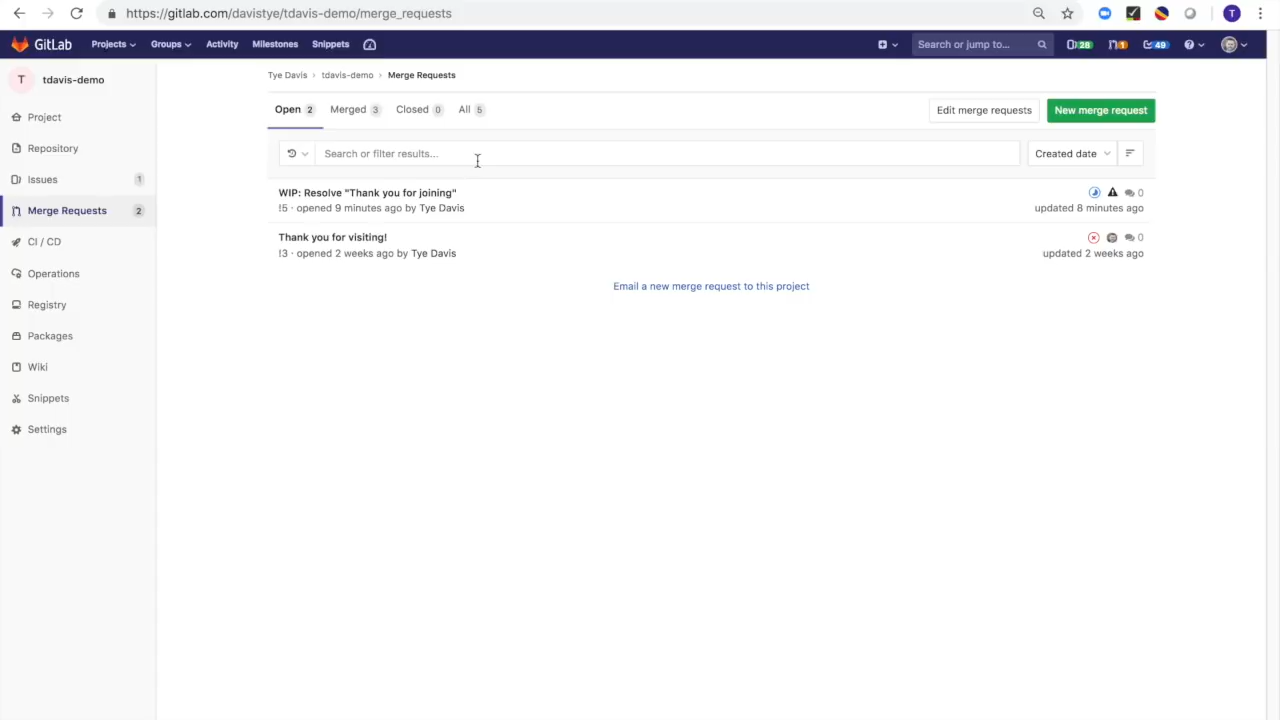 https://gitlab.com/davistye/tdavis-demo/merge_requests T
GitLab Projects Groups Activity Milestones Snippets Search or jump to... 28 1 49
T tdavis-demo
Tye Davis › tdavis-demo › Merge Requests
Open 2 Merged 3 Closed 0 All 5 Edit merge requests New merge request
Search or filter results... Created date
WIP: Resolve "Thank you for joining" 0
!5 · opened 9 minutes ago by Tye Davis updated 8 minutes ago
Thank you for visiting! 0
!3 · opened 2 weeks ago by Tye Davis updated 2 weeks ago
Email a new merge request to this project
Project
Repository
Issues 1
Merge Requests 2
CI / CD
Operations
Registry
Packages
Wiki
Snippets
Settings